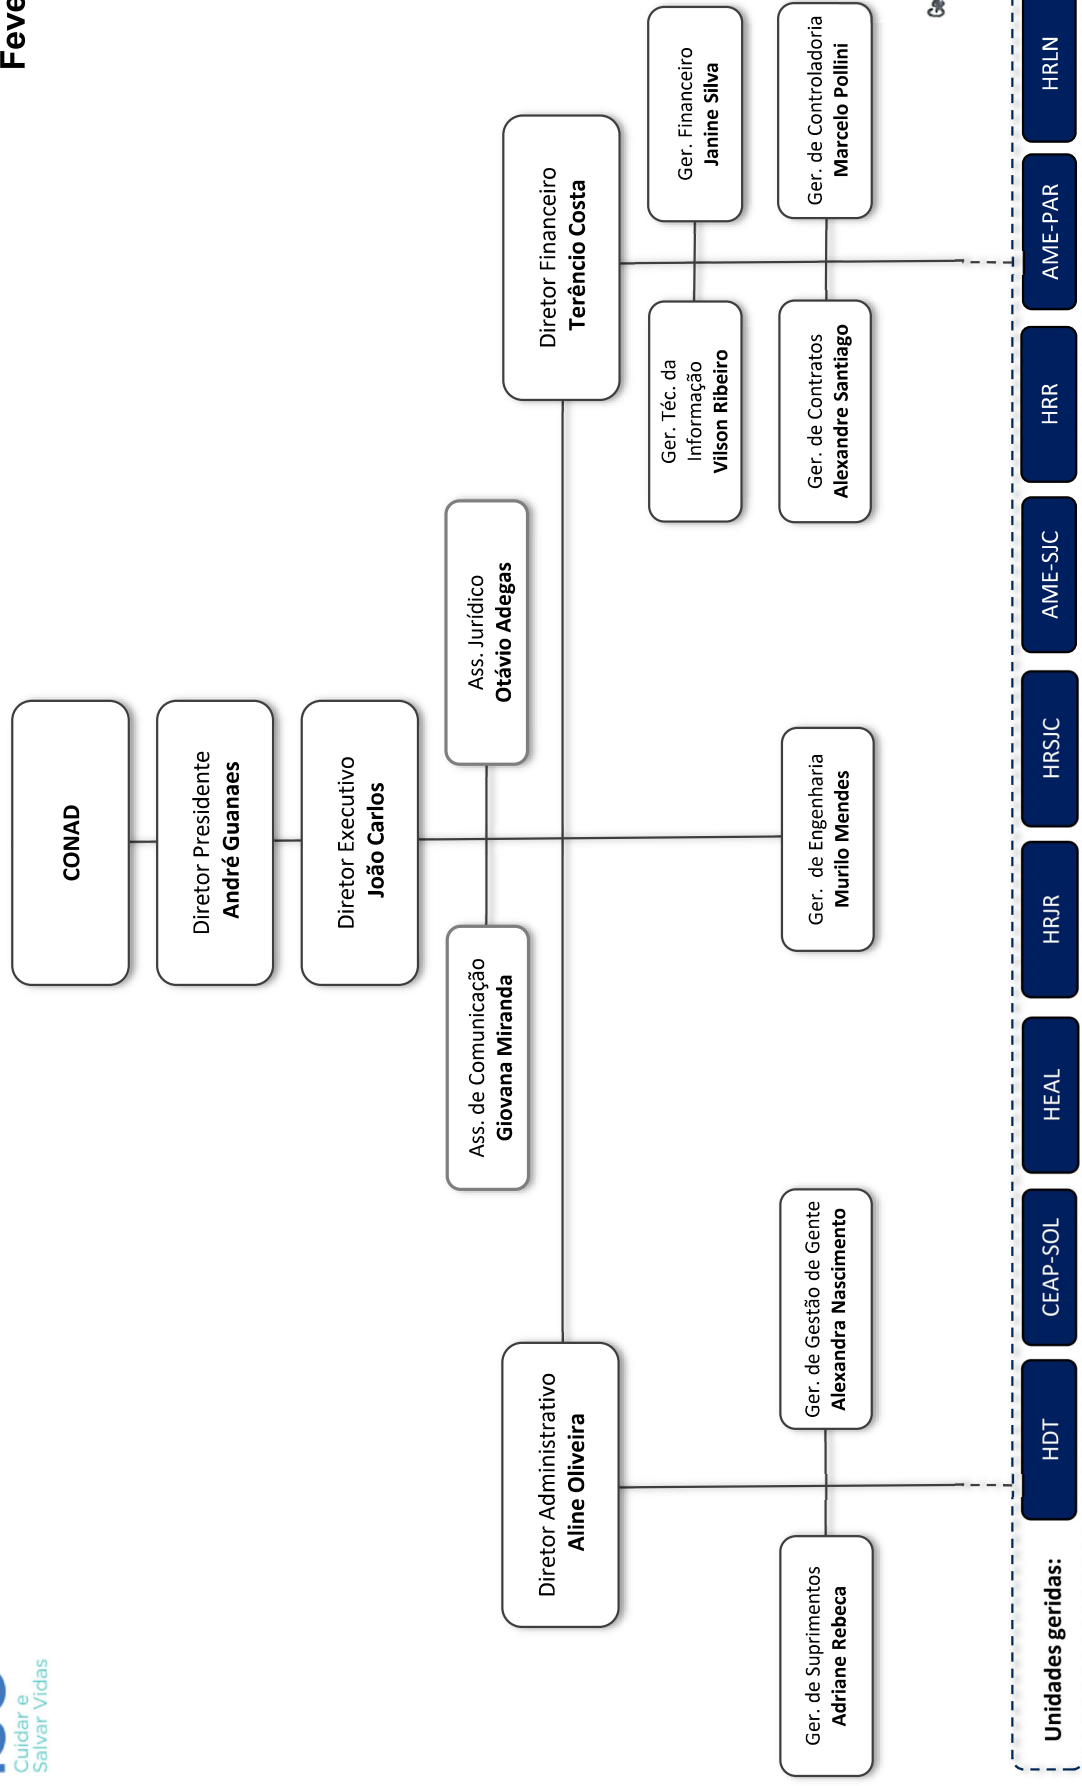 Cuidar e
Salvar Vidas
Feve
CONAD
Diretor Presidente
André Guanaes
Diretor Executivo
João Carlos
Ass. de Comunicação
Giovana Miranda
Ass. Jurídico
Otávio Adegas
Diretor Administrativo
Aline Oliveira
Diretor Financeiro
Terêncio Costa
Ger. Téc. da
Informação
Vilson Ribeiro
Ger. Financeiro
Janine Silva
Ger. de Suprimentos
Adriane Rebeca
Ger. de Gestão de Gente
Alexandra Nascimento
Ger. de Engenharia
Murilo Mendes
Ger. de Contratos
Alexandre Santiago
Ger. de Controladoria
Marcelo Pollini
Ge
Unidades geridas:
HDT
CEAP-SOL
HEAL
HRJR
HRSJC
AME-SJC
HRR
AME-PAR
HRLN